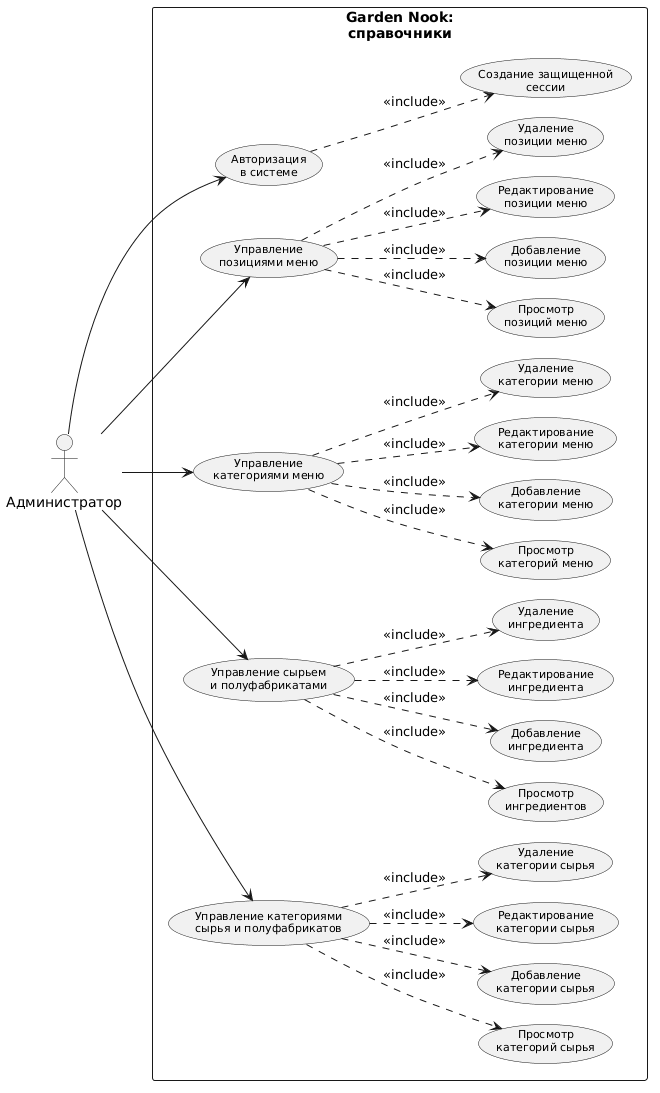 Garden Nook:
справочники
Создание защищенной
сессии
«include»
Авторизация
в системе
Удаление
позиции меню
«include»
Редактирование
позиции меню
«include»
Управление
позициями меню
«include»
Добавление
позиции меню
«include»
Просмотр
позиций меню
Удаление
категории меню
«include»
Редактирование
категории меню
«include»
Управление
категориями меню
Добавление
категории меню
«include»
Просмотр
категорий меню
Администратор
Удаление
ингредиента
«include»
Управление сырьем
и полуфабрикатами
«include»
Редактирование
ингредиента
«include»
Добавление
ингредиента
«include»
Просмотр
ингредиентов
Удаление
категории сырья
«include»
Управление категориями
сырья и полуфабрикатов
«include»
Редактирование
категории сырья
«include»
Добавление
категории сырья
«include»
Просмотр
категорий сырья